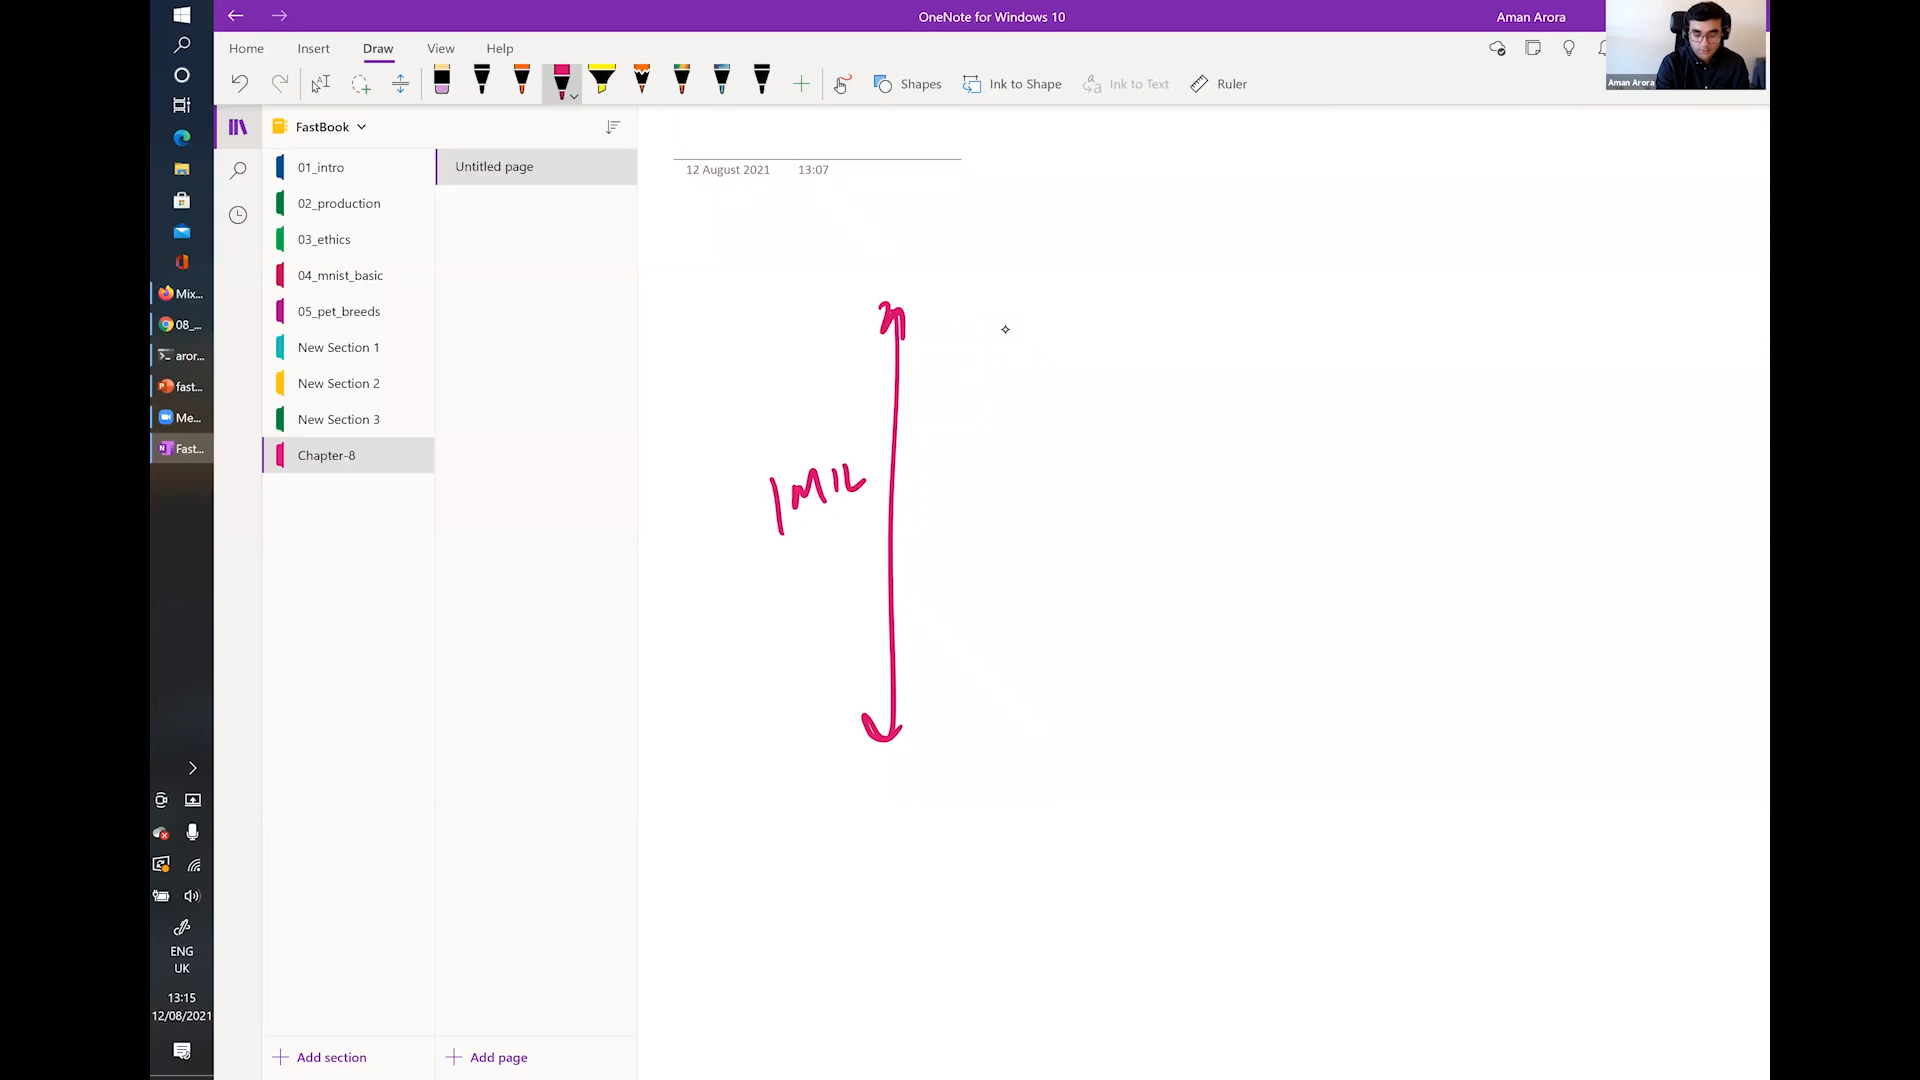 OneNote for Windows 10
Aman Arora
Home
Insert
Draw
View
Help
Shapes
Ink to Shape
Ink to Text
Ruler
Aman Arora
FastBook
01_intro
02_production
03_ethics
04_mnist_basic
05_pet_breeds
New Section 1
New Section 2
New Section 3
Chapter-8
Untitled page
12 August 2021 13:07
1MIL
Mix...
08_...
aror...
fast...
Me...
Fast...
ENG
UK
13:15
12/08/2021
Add section
Add page